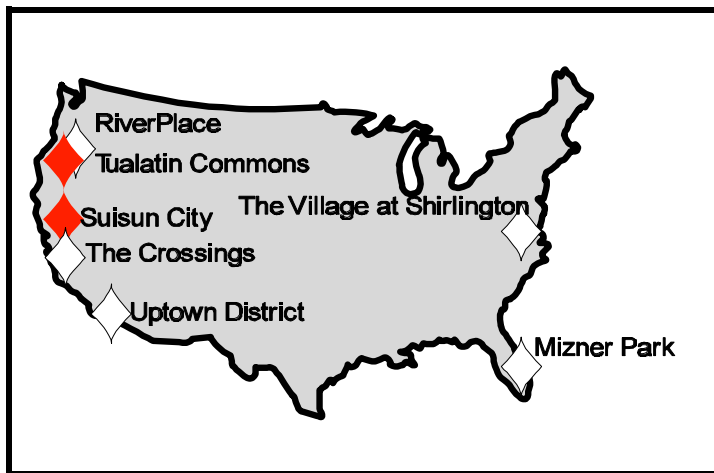 RiverPlace
Tualatin Commons
The Village at Shirlington
Suisun City
The Crossings
Uptown District
Mizner Park